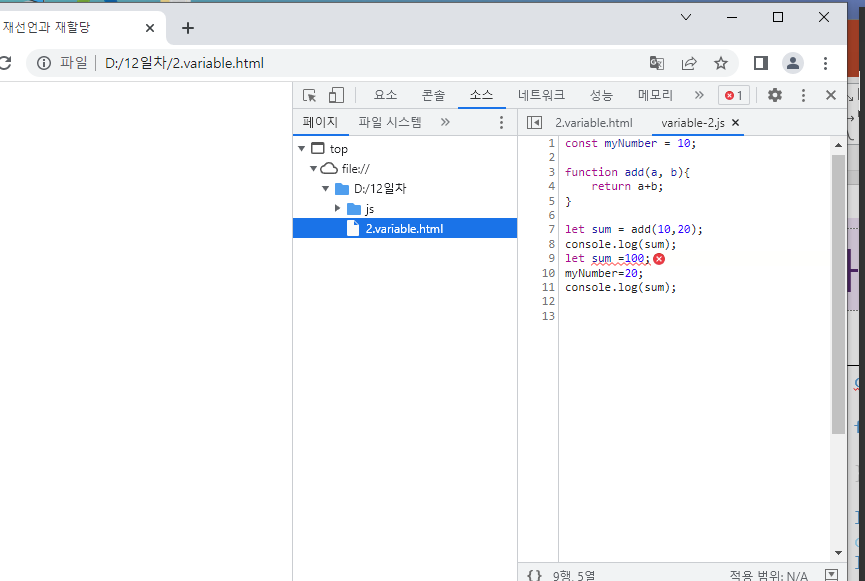 재선언과 재할당
파일 D:/12일차/2.variable.html
요소 콘솔 소스 네트워크 성능 메모리 » 1
페이지 파일 시스템 »
2.variable.html variable-2.js
top
file://
D:/12일차
js
2.variable.html
1 const myNumber = 10;
2
3 function add(a, b){
4 return a+b;
5 }
6
7 let sum = add(10,20);
8 console.log(sum);
9 let sum =100;
10 myNumber=20;
11 console.log(sum);
12
13
{} 9행, 5열 적용 범위: N/A